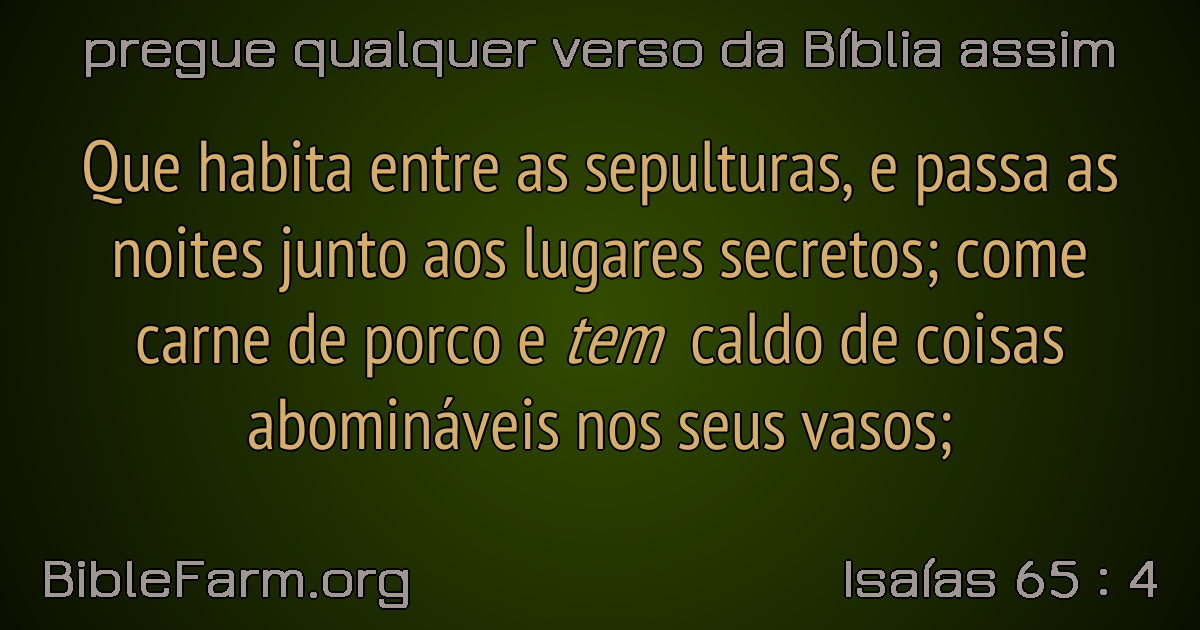 pregue qualquer verso da Bíblia assim
Que habita entre as sepulturas, e passa as
noites junto aos lugares secretos; come
carne de porco e tem caldo de coisas
abomináveis nos seus vasos;
BibleFarm.org
Isaías 65 : 4